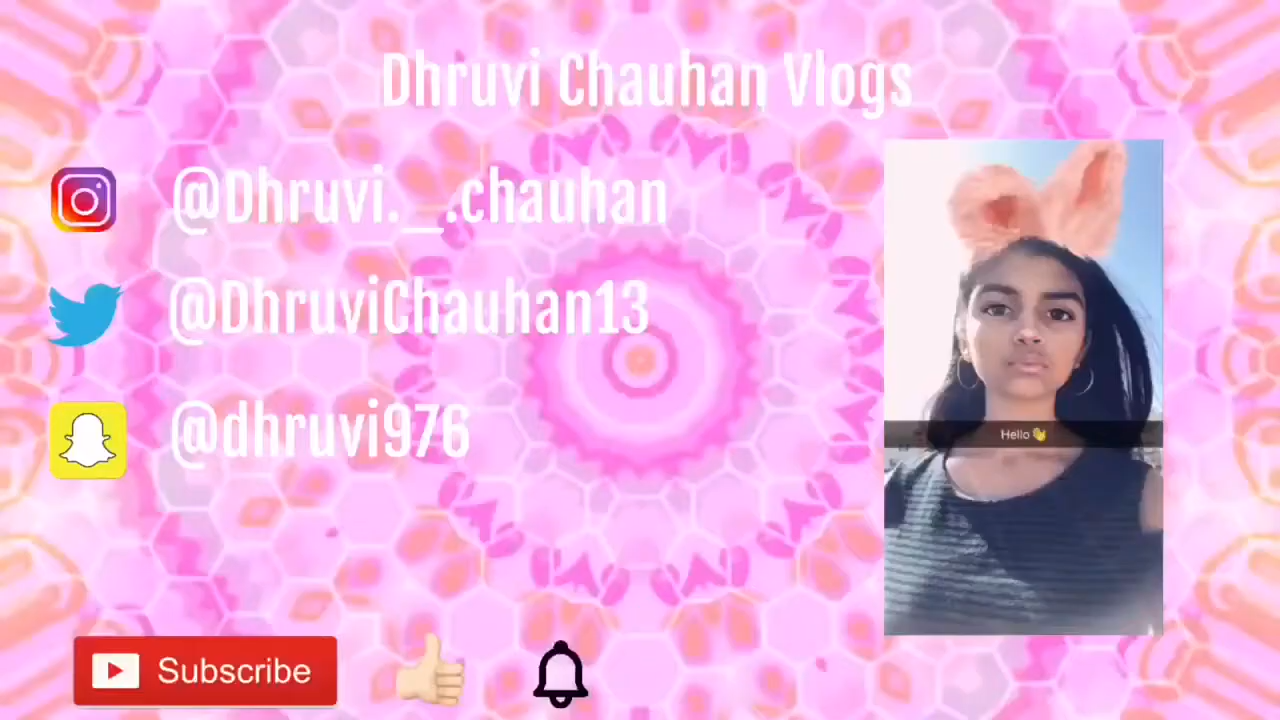 Dhruvi Chauhan Vlogs
@Dhruvi._.chauhan
@DhruviChauhan13
@dhruvi976
Hello 👋
Subscribe